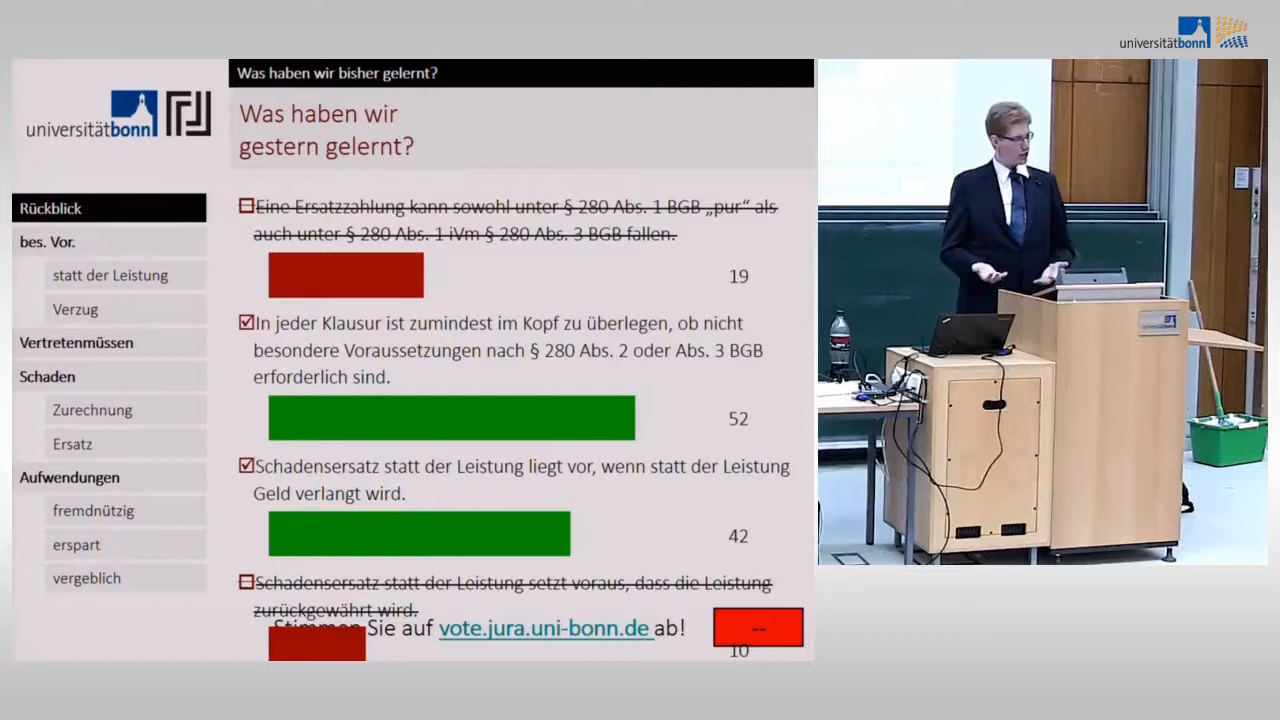 universitätbonn
Was haben wir bisher gelernt?
universitätbonn
Was haben wir
gestern gelernt?
Rückblick
bes. Vor.
statt der Leistung
Verzug
Vertretenmüssen
Schaden
Zurechnung
Ersatz
Aufwendungen
fremdnützig
erspart
vergeblich
Eine Ersatzzahlung kann sowohl unter § 280 Abs. 1 BGB „pur“ als
auch unter § 280 Abs. 1 iVm § 280 Abs. 3 BGB fallen.
19
In jeder Klausur ist zumindest im Kopf zu überlegen, ob nicht
besondere Voraussetzungen nach § 280 Abs. 2 oder Abs. 3 BGB
erforderlich sind.
52
Schadensersatz statt der Leistung liegt vor, wenn statt der Leistung
Geld verlangt wird.
42
Schadensersatz statt der Leistung setzt voraus, dass die Leistung
zurückgewährt wird.
Stimmen Sie auf vote.jura.uni-bonn.de ab!
--
10